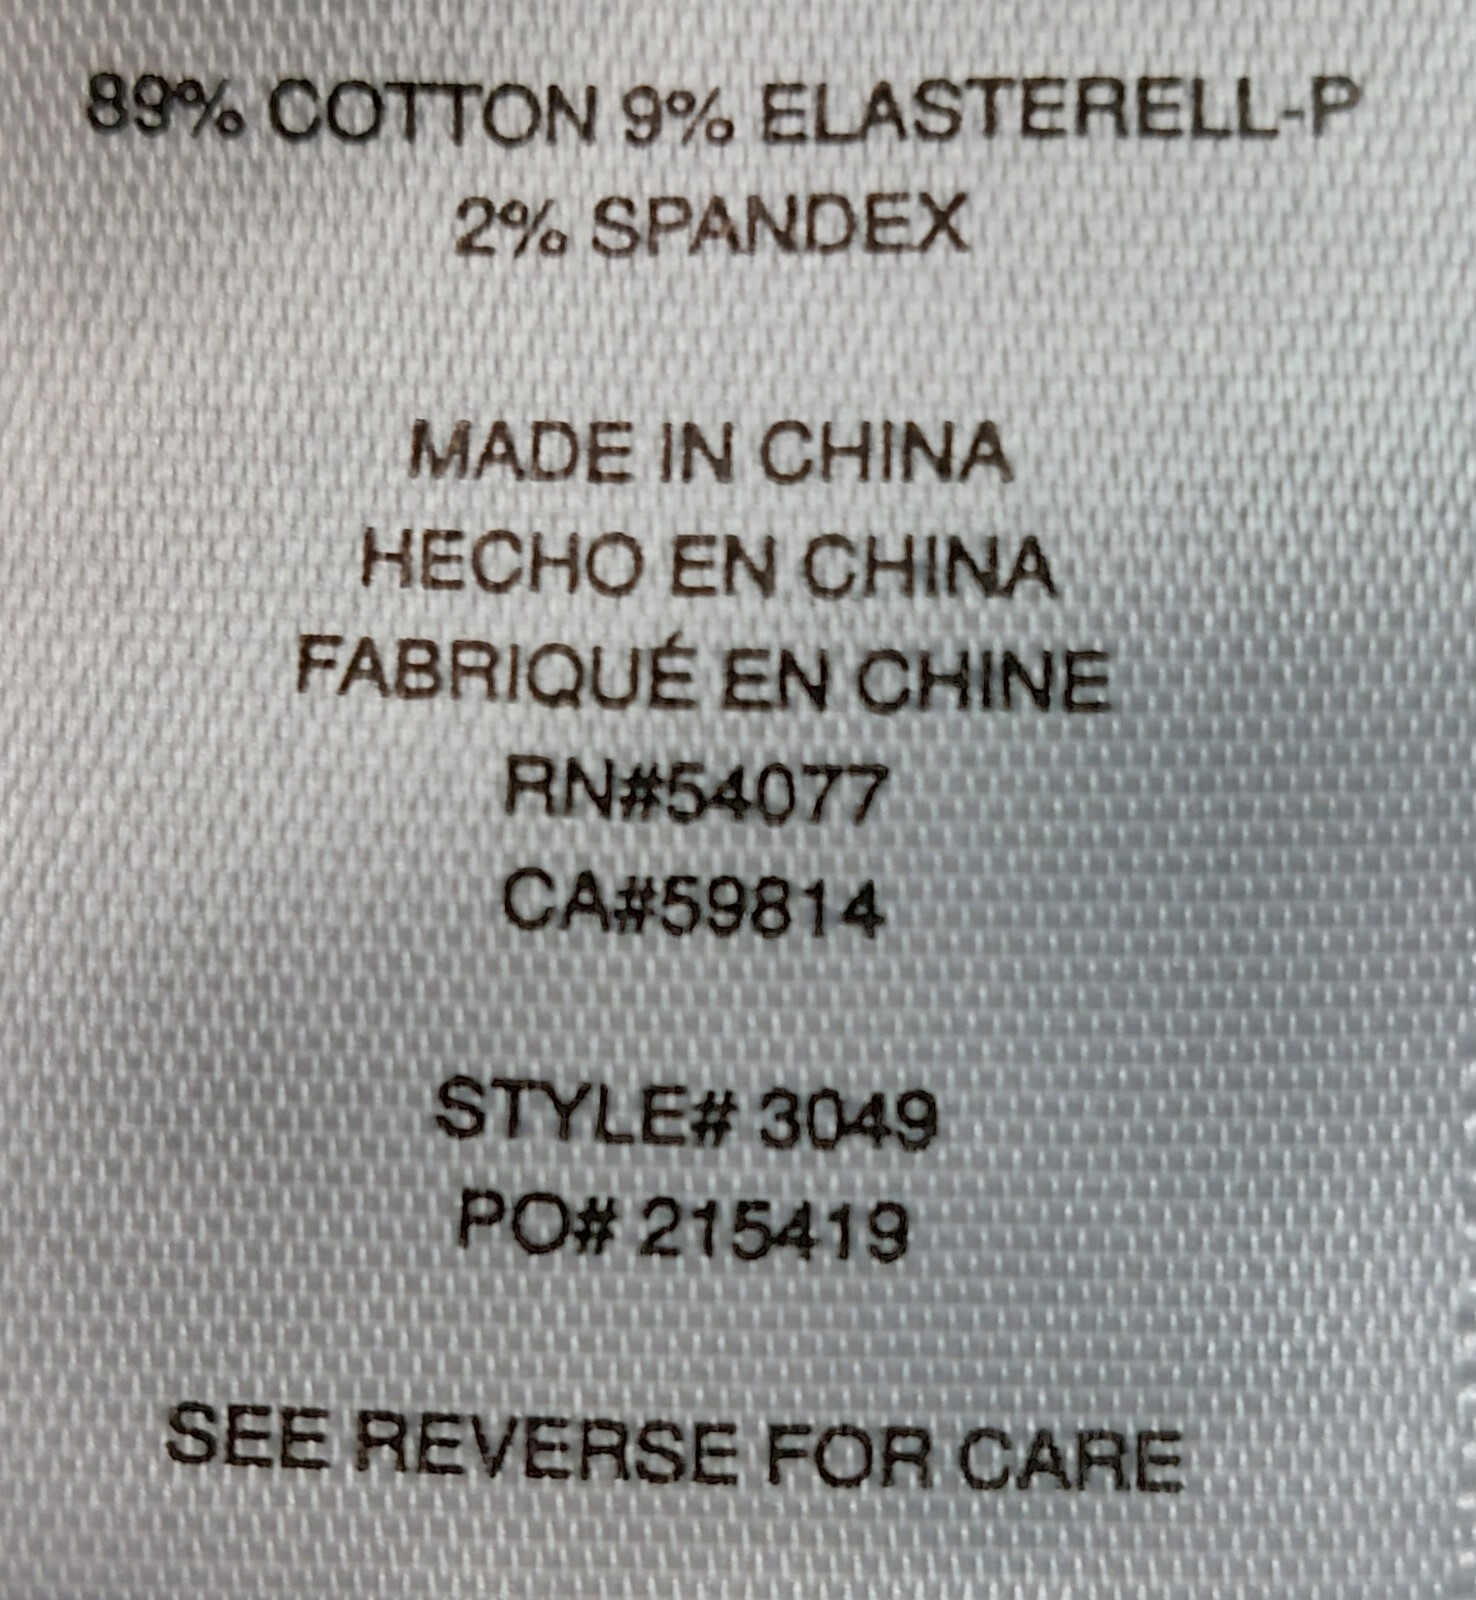 89% COTTON 9% ELASTERELL-P
2% SPANDEX
MADE IN CHINA
HECHO EN CHINA
FABRIQUÉ EN CHINE
RN#54077
CA#59814
STYLE# 3049
PO# 215419
SEE REVERSE FOR CARE